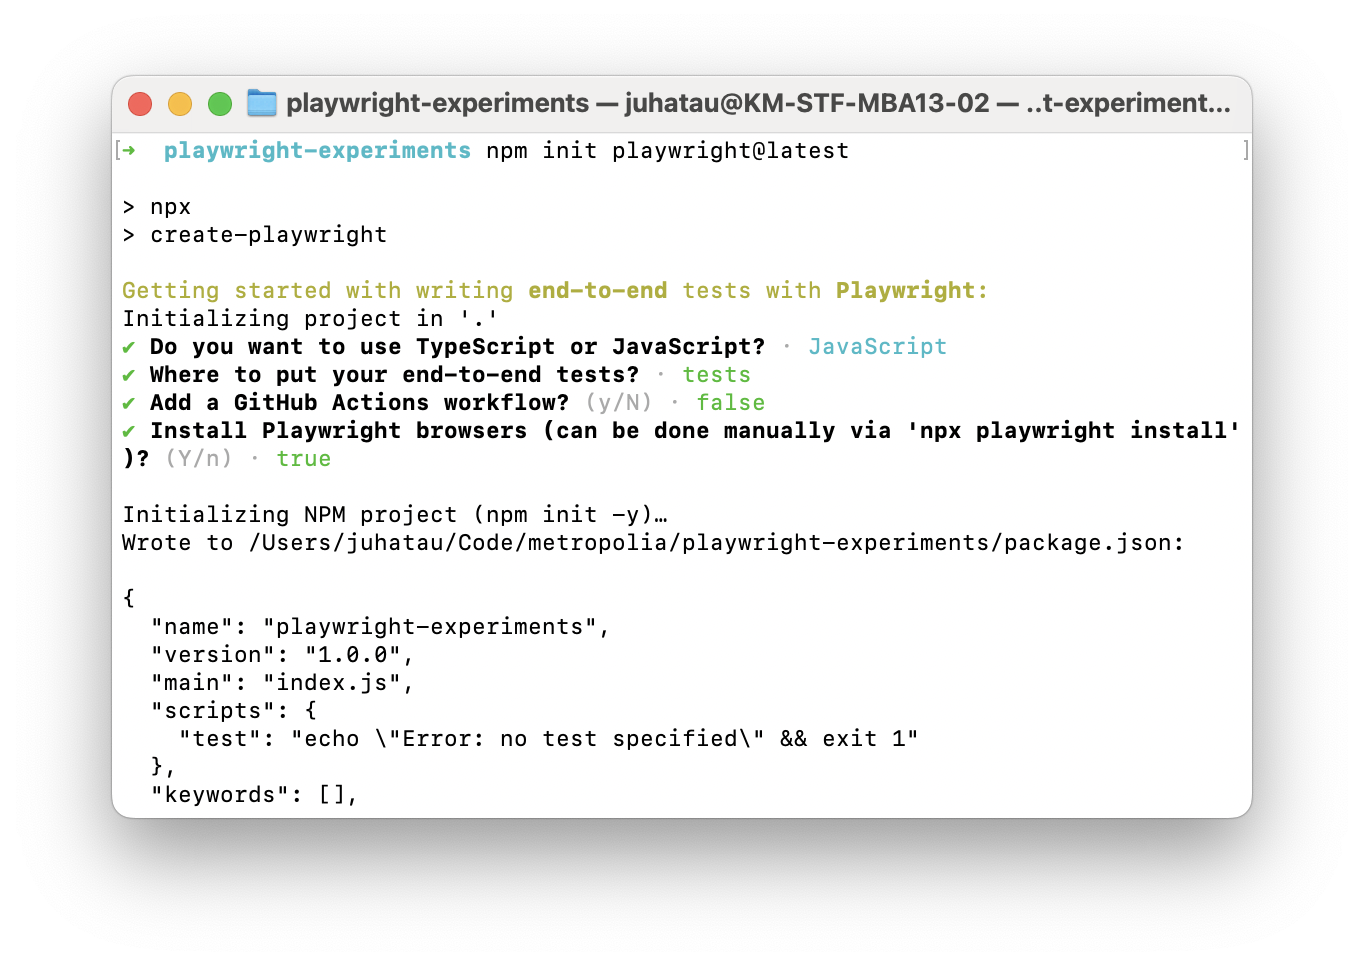 playwright-experiments — juhatau@KM-STF-MBA13-02 — ..t-experiment...
[➜  playwright-experiments npm init playwright@latest ]
> npx
> create-playwright
Getting started with writing end-to-end tests with Playwright:
Initializing project in '.'
✔ Do you want to use TypeScript or JavaScript? · JavaScript
✔ Where to put your end-to-end tests? · tests
✔ Add a GitHub Actions workflow? (y/N) · false
✔ Install Playwright browsers (can be done manually via 'npx playwright install'
)? (Y/n) · true
Initializing NPM project (npm init -y)…
Wrote to /Users/juhatau/Code/metropolia/playwright-experiments/package.json:
{
  "name": "playwright-experiments",
  "version": "1.0.0",
  "main": "index.js",
  "scripts": {
    "test": "echo \"Error: no test specified\" && exit 1"
  },
  "keywords": [],